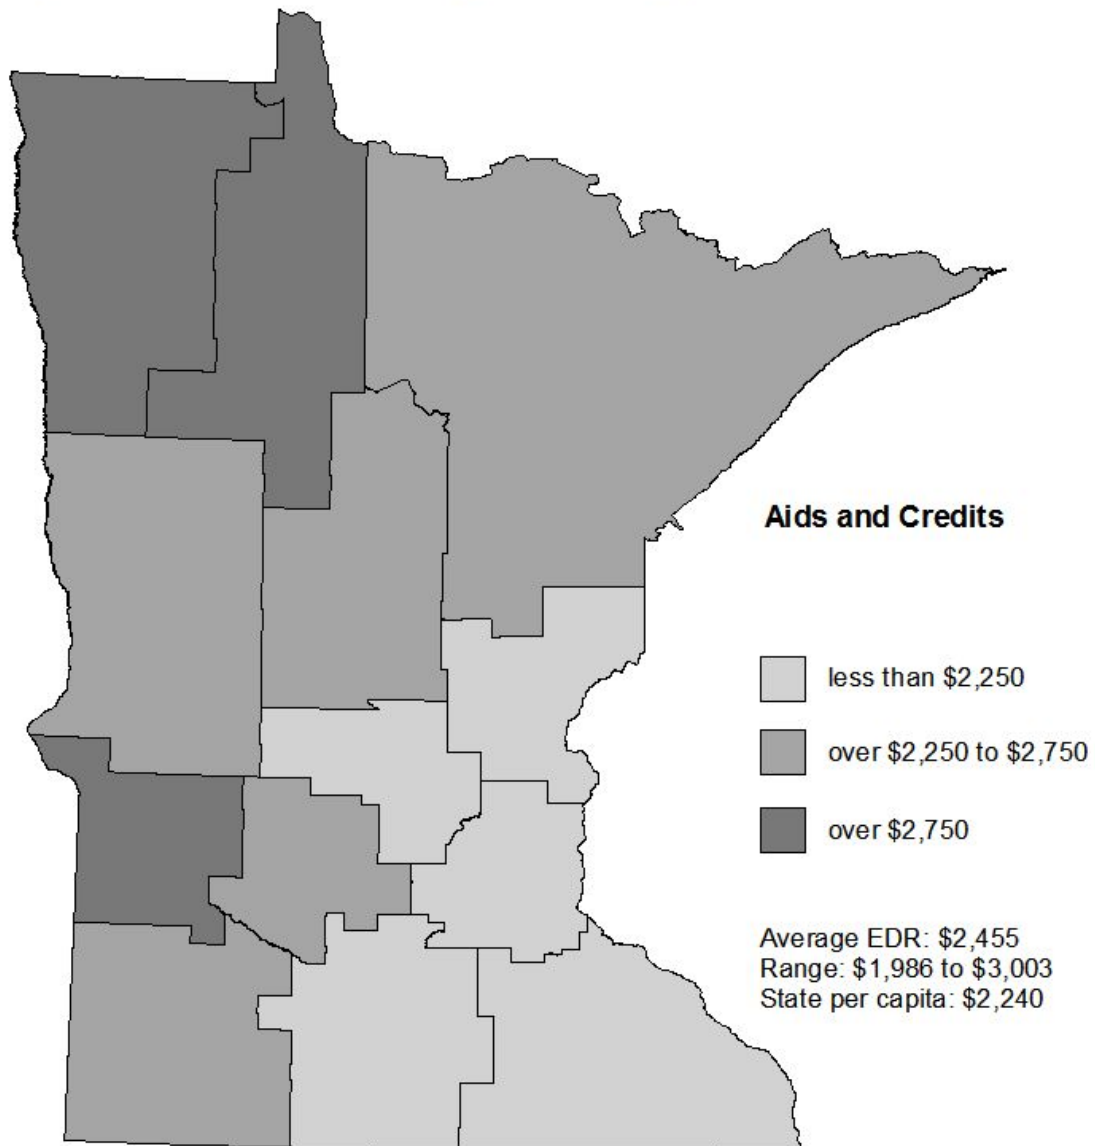 Aids and Credits
less than $2,250
over $2,250 to $2,750
over $2,750
Average EDR: $2,455
Range: $1,986 to $3,003
State per capita: $2,240